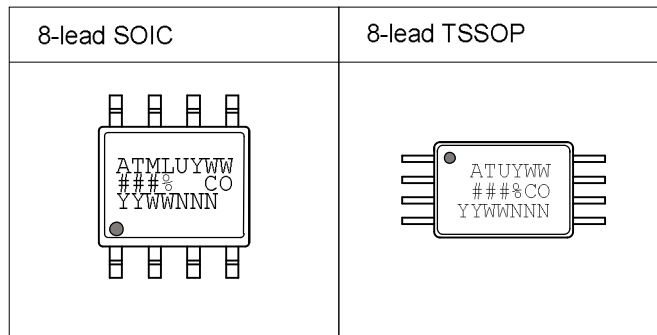 8-lead SOIC
ATMLUYWW
###% CO
YYWWNNN
8-lead TSSOP
ATUYWW
###%CO
YYWWNNN